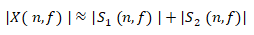 |X( n,f) | ≈ |S₁ (n,f) | + |S₂ (n,f)|